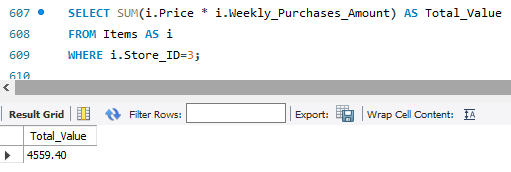 607 SELECT SUM(i.Price * i.Weekly_Purchases_Amount) AS Total_Value
608 FROM Items AS i
609 WHERE i.Store_ID=3;
610
Result Grid Filter Rows: Export: Wrap Cell Content: IA
Total_Value
4559.40